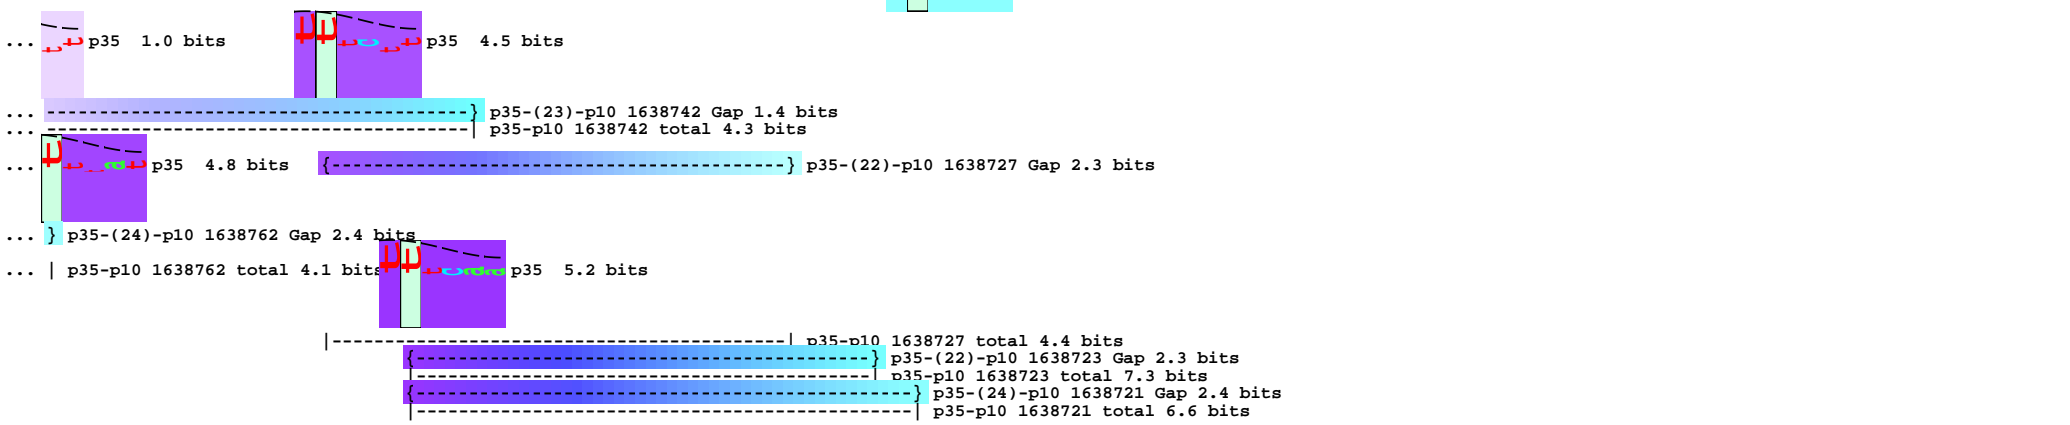 ... tt p35 1.0 bits tttctt p35 4.5 bits
... -----------------------------------------} p35-(23)-p10 1638742 Gap 1.4 bits
... -----------------------------------------| p35-p10 1638742 total 4.3 bits
... tttgt p35 4.8 bits {--------------------------------------------} p35-(22)-p10 1638727 Gap 2.3 bits
... } p35-(24)-p10 1638762 Gap 2.4 bits
... | p35-p10 1638762 total 4.1 bits tttcaa p35 5.2 bits
|--------------------------------------------| p35-p10 1638727 total 4.4 bits
{--------------------------------------------} p35-(22)-p10 1638723 Gap 2.3 bits
|--------------------------------------------| p35-p10 1638723 total 7.3 bits
{------------------------------------------------} p35-(24)-p10 1638721 Gap 2.4 bits
|------------------------------------------------| p35-p10 1638721 total 6.6 bits